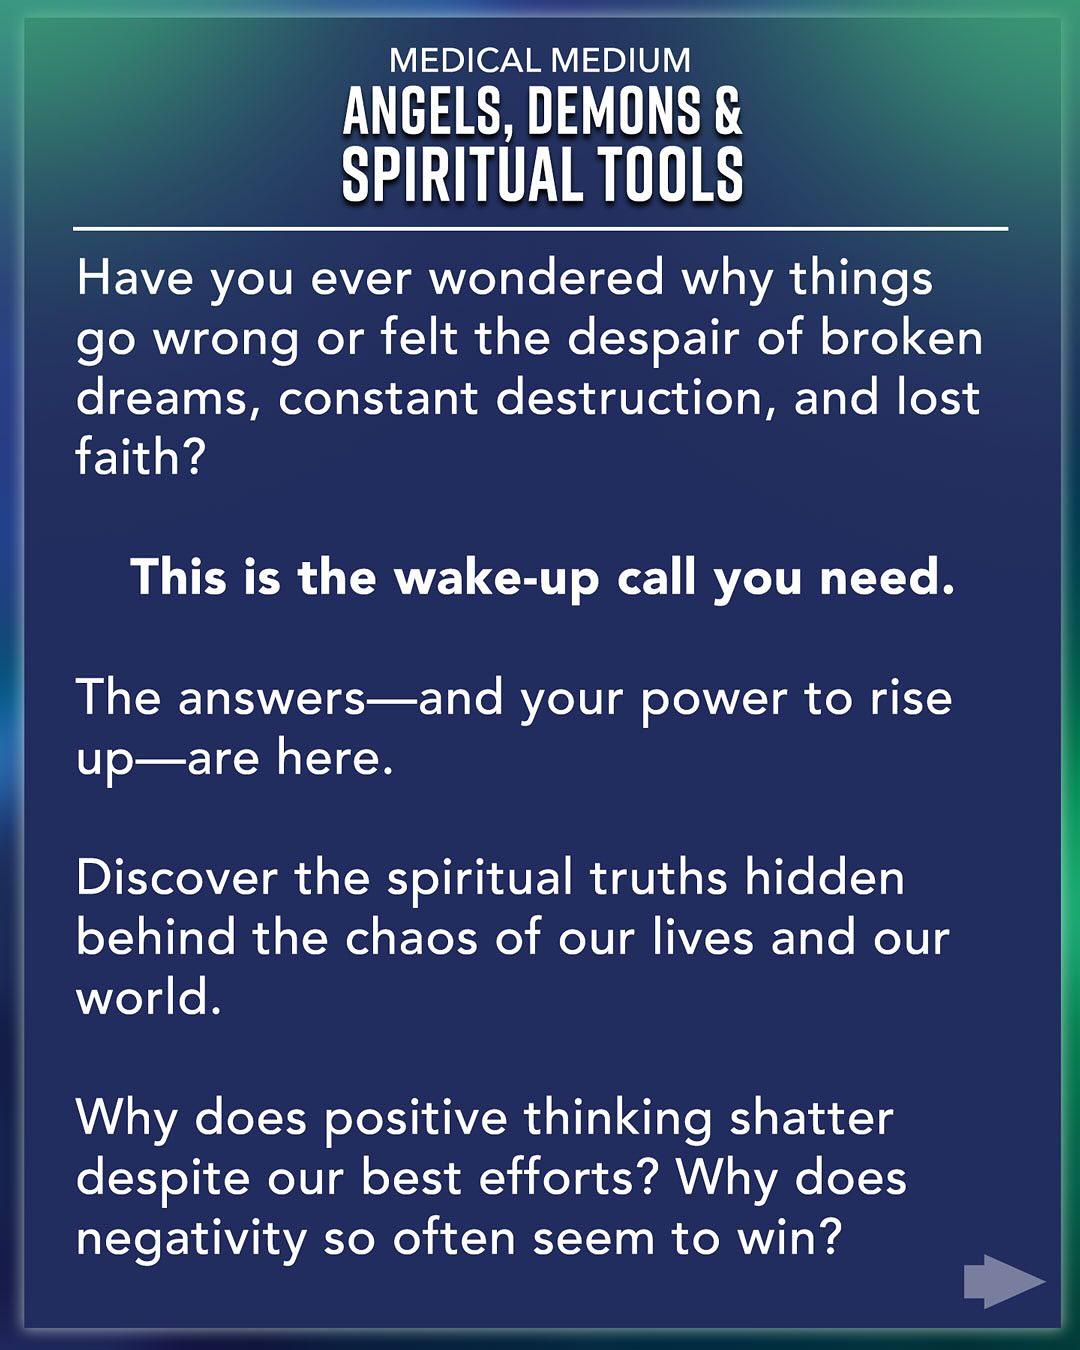 MEDICAL MEDIUM
ANGELS, DEMONS &
SPIRITUAL TOOLS
Have you ever wondered why things
go wrong or felt the despair of broken
dreams, constant destruction, and lost
faith?
This is the wake-up call you need.
The answers—and your power to rise
up—are here.
Discover the spiritual truths hidden
behind the chaos of our lives and our
world.
Why does positive thinking shatter
despite our best efforts? Why does
negativity so often seem to win?